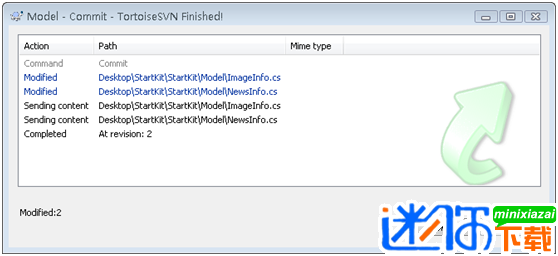 Model - Commit - TortoiseSVN Finished!
Action Path Mime type
Command Commit
Modified Desktop\StartKit\StartKit\Model\ImageInfo.cs
Modified Desktop\StartKit\StartKit\Model\NewsInfo.cs
Sending content Desktop\StartKit\StartKit\Model\ImageInfo.cs
Sending content Desktop\StartKit\StartKit\Model\NewsInfo.cs
Completed At revision: 2
Modified:2
迷你
minixiazai
下载